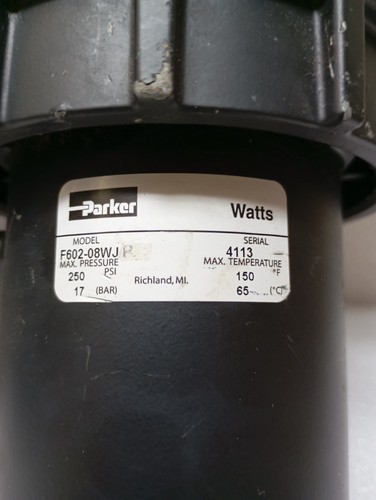 Parker Watts
MODEL SERIAL
F602-08WJ 4113
MAX. PRESSURE MAX. TEMPERATURE
250 PSI Richland, MI. 150 °F
17 (BAR) 65 (°C)